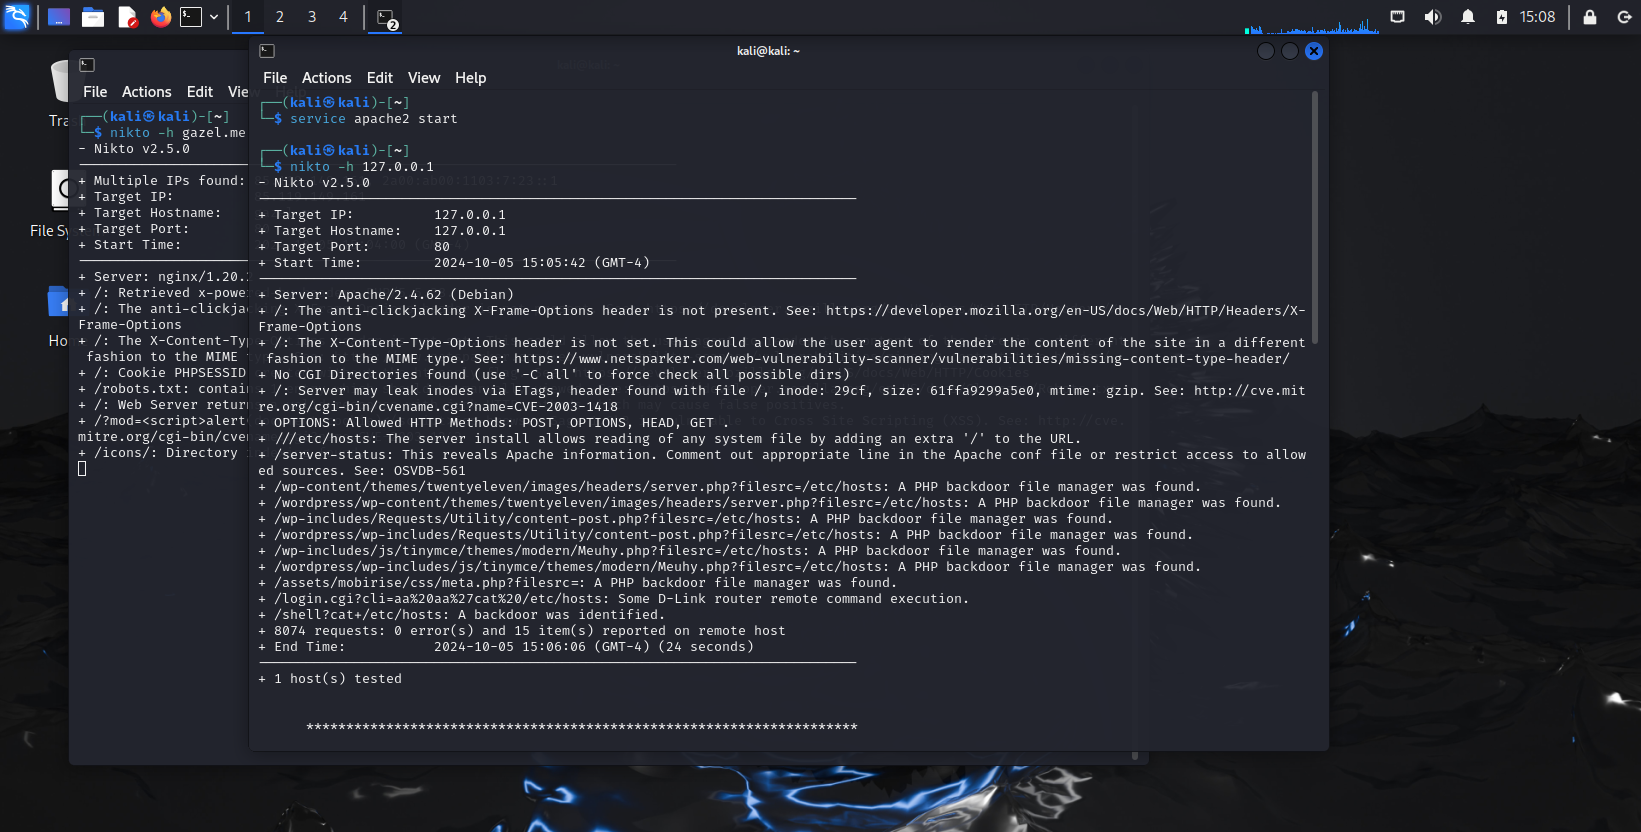 1 2 3 4 2 15:08
Tra
File Sy
Ho
File Actions Edit Vie
┌──(kali㉿kali)-[~]
└─$ nikto -h gazel.me
- Nikto v2.5.0
+ Multiple IPs found:
+ Target IP:
+ Target Hostname:
+ Target Port:
+ Start Time:
+ Server: nginx/1.20.
+ /: Retrieved x-powe
+ /: The anti-clickjac
Frame-Options
+ /: The X-Content-Typ
fashion to the MIME
+ /: Cookie PHPSESSID
+ /robots.txt: contai
+ /: Web Server retur
+ /?mod=<script>alert
mitre.org/cgi-bin/cve
+ /icons/: Directory
kali@kali: ~
File Actions Edit View Help
┌──(kali㉿kali)-[~]
└─$ service apache2 start
┌──(kali㉿kali)-[~]
└─$ nikto -h 127.0.0.1
- Nikto v2.5.0
+ Target IP: 127.0.0.1
+ Target Hostname: 127.0.0.1
+ Target Port: 80
+ Start Time: 2024-10-05 15:05:42 (GMT-4)
+ Server: Apache/2.4.62 (Debian)
+ /: The anti-clickjacking X-Frame-Options header is not present. See: https://developer.mozilla.org/en-US/docs/Web/HTTP/Headers/X-
Frame-Options
+ /: The X-Content-Type-Options header is not set. This could allow the user agent to render the content of the site in a different
fashion to the MIME type. See: https://www.netsparker.com/web-vulnerability-scanner/vulnerabilities/missing-content-type-header/
+ No CGI Directories found (use '-C all' to force check all possible dirs)
+ /: Server may leak inodes via ETags, header found with file /, inode: 29cf, size: 61ffa9299a5e0, mtime: gzip. See: http://cve.mit
re.org/cgi-bin/cvename.cgi?name=CVE-2003-1418
+ OPTIONS: Allowed HTTP Methods: POST, OPTIONS, HEAD, GET .
+ ///etc/hosts: The server install allows reading of any system file by adding an extra '/' to the URL.
+ /server-status: This reveals Apache information. Comment out appropriate line in the Apache conf file or restrict access to allow
ed sources. See: OSVDB-561
+ /wp-content/themes/twentyeleven/images/headers/server.php?filesrc=/etc/hosts: A PHP backdoor file manager was found.
+ /wordpress/wp-content/themes/twentyeleven/images/headers/server.php?filesrc=/etc/hosts: A PHP backdoor file manager was found.
+ /wp-includes/Requests/Utility/content-post.php?filesrc=/etc/hosts: A PHP backdoor file manager was found.
+ /wordpress/wp-includes/Requests/Utility/content-post.php?filesrc=/etc/hosts: A PHP backdoor file manager was found.
+ /wp-includes/js/tinymce/themes/modern/Meuhy.php?filesrc=/etc/hosts: A PHP backdoor file manager was found.
+ /wordpress/wp-includes/js/tinymce/themes/modern/Meuhy.php?filesrc=/etc/hosts: A PHP backdoor file manager was found.
+ /assets/mobirise/css/meta.php?filesrc=: A PHP backdoor file manager was found.
+ /login.cgi?cli=aa%20aa%27cat%20/etc/hosts: Some D-Link router remote command execution.
+ /shell?cat+/etc/hosts: A backdoor was identified.
+ 8074 requests: 0 error(s) and 15 item(s) reported on remote host
+ End Time: 2024-10-05 15:06:06 (GMT-4) (24 seconds)
+ 1 host(s) tested
*********************************************************************